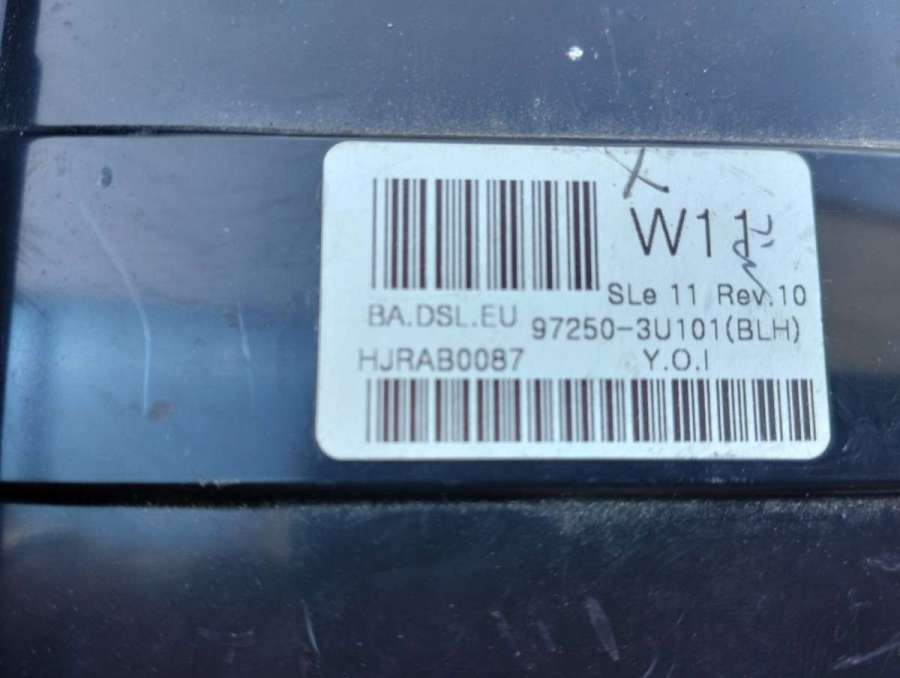 X
W11
SLe 11 Rev.10
BA.DSL.EU
97250-3U101(BLH)
HJRAB0087
Y.O.I